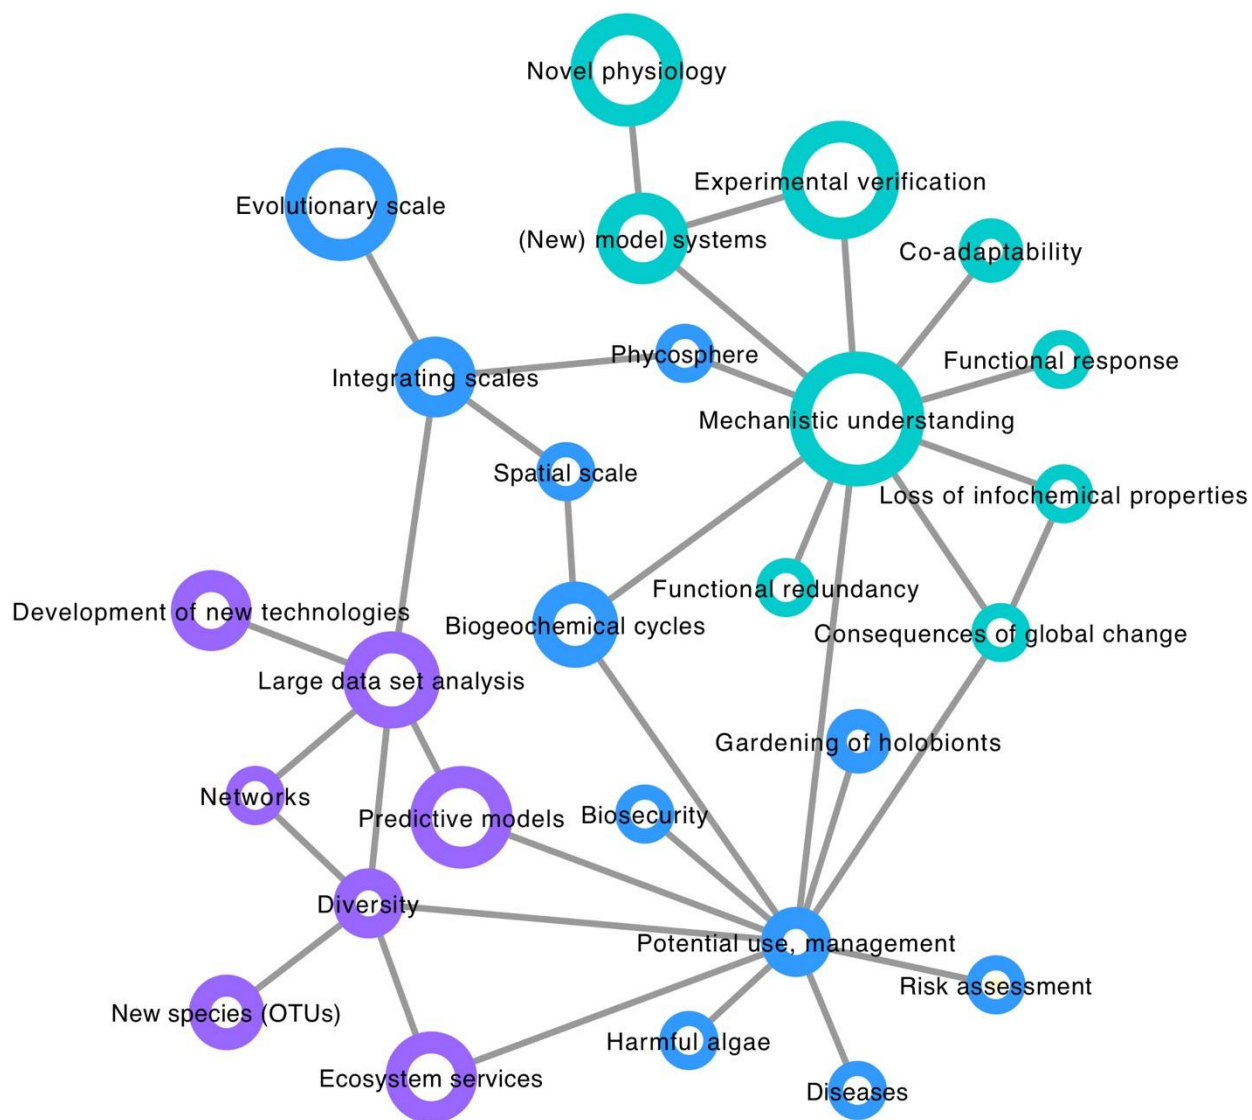 Novel physiology
Experimental verification
Evolutionary scale
(New) model systems
Co-adaptability
Phycosphere
Functional response
Integrating scales
Mechanistic understanding
Spatial scale
Loss of infochemical properties
Functional redundancy
Development of new technologies
Biogeochemical cycles
Consequences of global change
Large data set analysis
Gardening of holobionts
Networks
Predictive models
Biosecurity
Diversity
Potential use, management
Risk assessment
New species (OTUs)
Harmful algae
Ecosystem services
Diseases